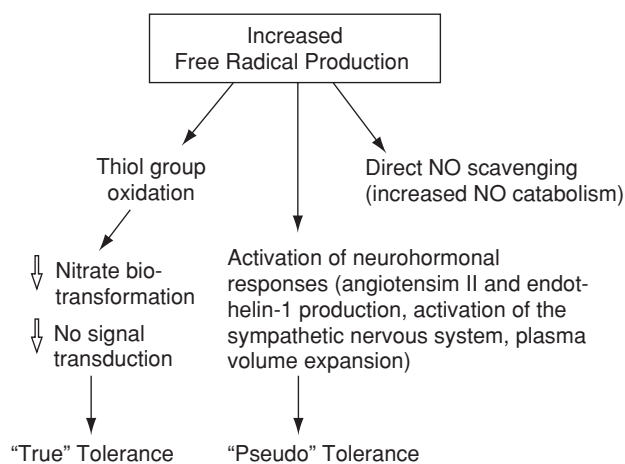 Increased
Free Radical Production
Thiol group
oxidation
Direct NO scavenging
(increased NO catabolism)
Nitrate bio-
transformation
No signal
transduction
Activation of neurohormonal
responses (angiotensim II and endot-
helin-1 production, activation of the
sympathetic nervous system, plasma
volume expansion)
“True” Tolerance
“Pseudo” Tolerance